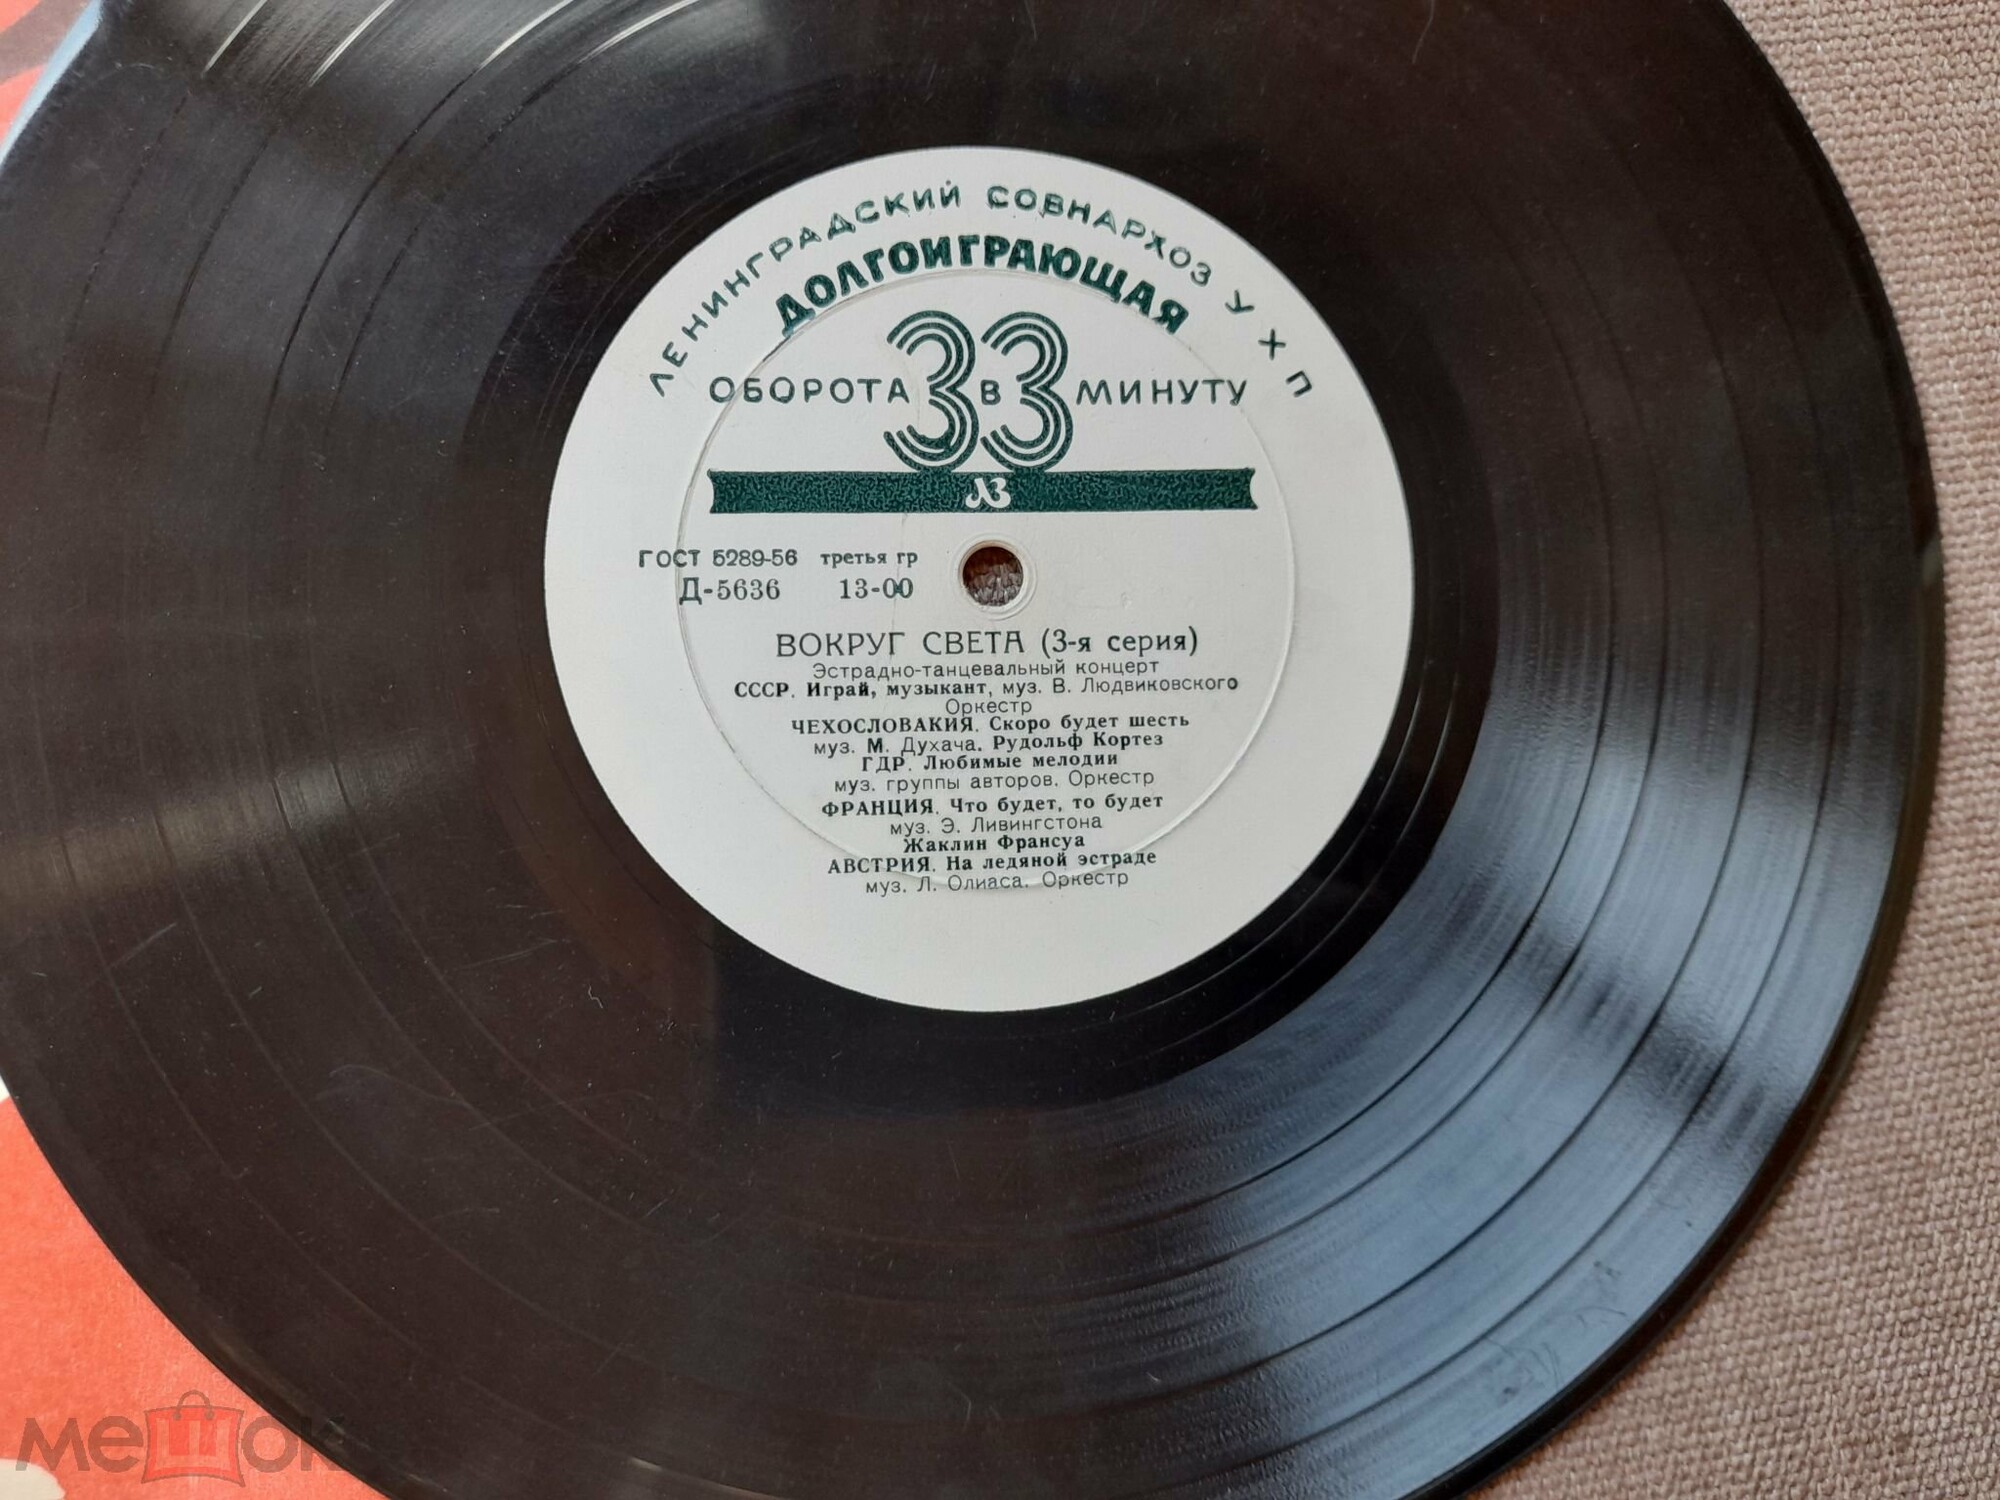 ЛЕНИНГРАДСКИЙ СОВНАРХОЗ УХП
ДОЛГОИГРАЮЩАЯ
33
ОБОРОТА В МИНУТУ
ЛЗ
ГОСТ 5289-56 третья гр
Д-5636 13-00
ВОКРУГ СВЕТА (3-я серия)
Эстрадно-танцевальный концерт
СССР. Играй, музыкант, муз. В. Людвиковского
Оркестр
ЧЕХОСЛОВАКИЯ. Скоро будет шесть
муз. М. Духача. Рудольф Кортез
ГДР. Любимые мелодии
муз. группы авторов. Оркестр
ФРАНЦИЯ. Что будет, то будет
муз. Э. Ливингстона
Жаклин Франсуа
АВСТРИЯ. На ледяной эстраде
муз. Л. Олиаса. Оркестр
мешок